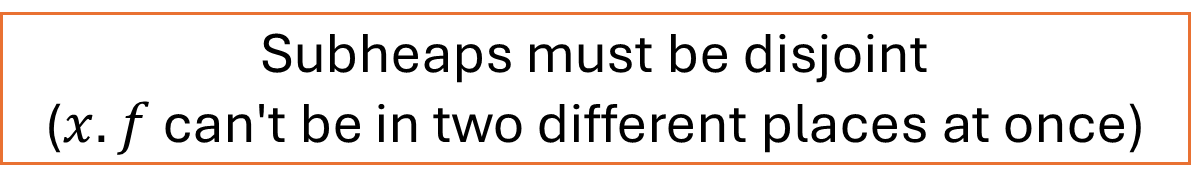 Subheaps must be disjoint
(x. f can't be in two different places at once)